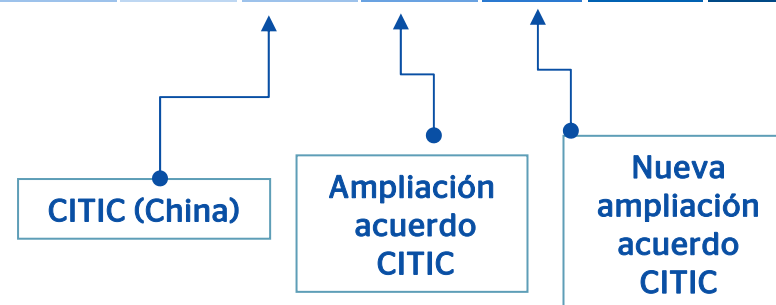 CITIC (China)
Ampliación
acuerdo
CITIC
Nueva
ampliación
acuerdo
CITIC